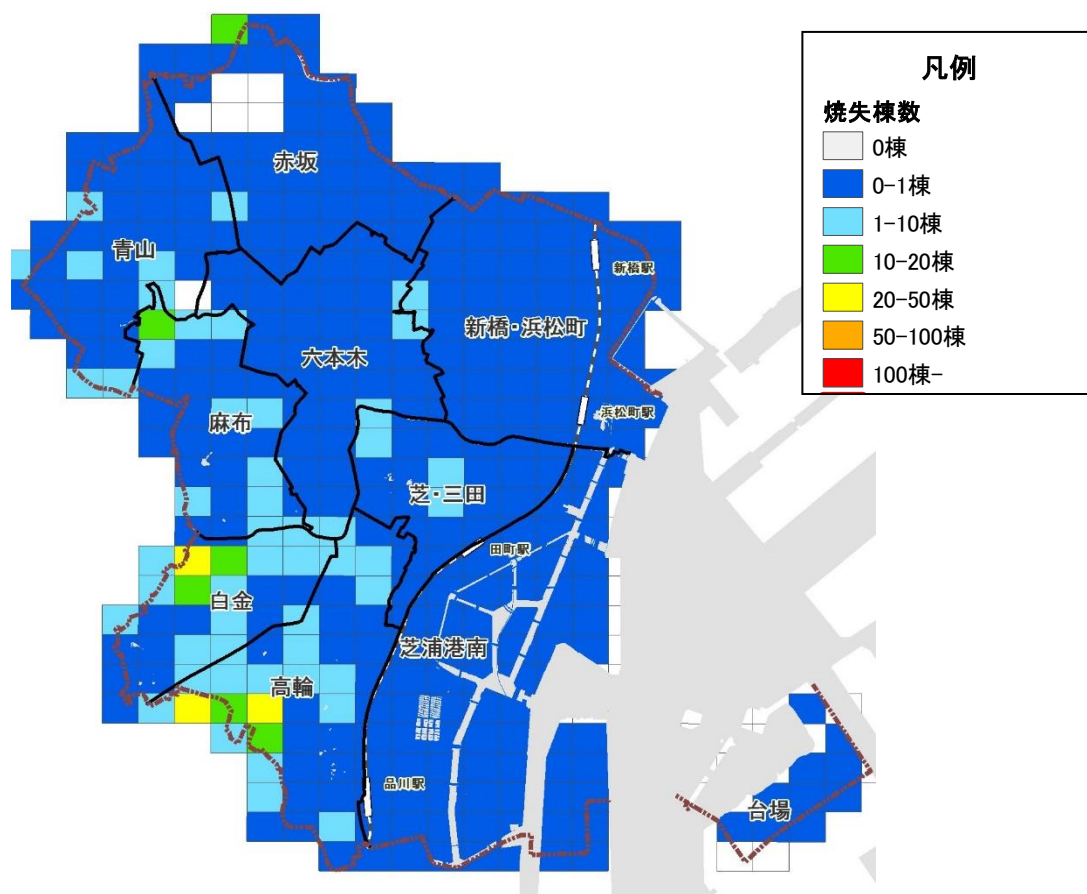 凡例
焼失棟数
0棟
0-1棟
1-10棟
10-20棟
20-50棟
50-100棟
100棟-
赤坂
青山
新橋駅
新橋・浜松町
六本木
浜松町駅
麻布
芝・三田
田町駅
白金
芝浦港南
高輪
品川駅
台場